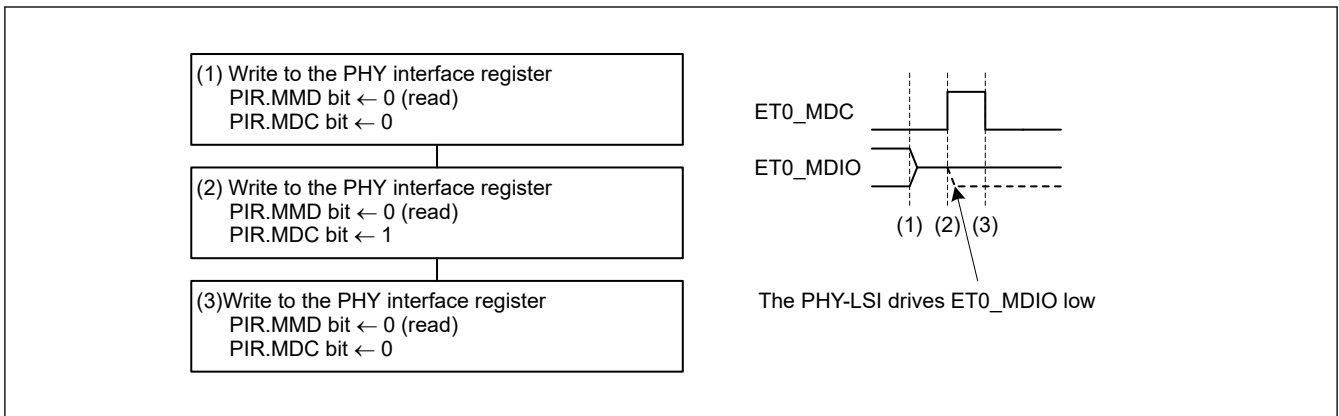 (1) Write to the PHY interface register
PIR.MMD bit ← 0 (read)
PIR.MDC bit ← 0
(2) Write to the PHY interface register
PIR.MMD bit ← 0 (read)
PIR.MDC bit ← 1
(3)Write to the PHY interface register
PIR.MMD bit ← 0 (read)
PIR.MDC bit ← 0
ET0_MDC
ET0_MDIO
(1) (2) (3)
The PHY-LSI drives ET0_MDIO low